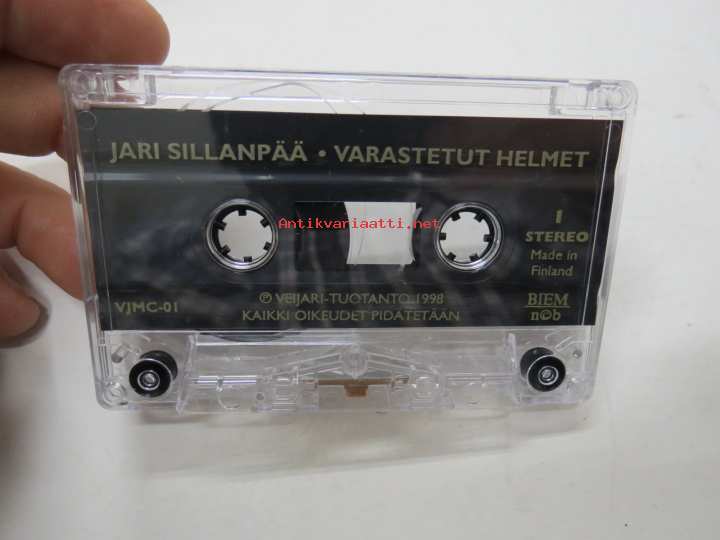 JARI SILLANPÄÄ • VARASTETUT HELMET
Antikvariaatti.net
1
STEREO
Made in
Finland
VJMC-01
℗ VEIJARI-TUOTANTO 1998
KAIKKI OIKEUDET PIDÄTETÄÄN
BIEM
n©b